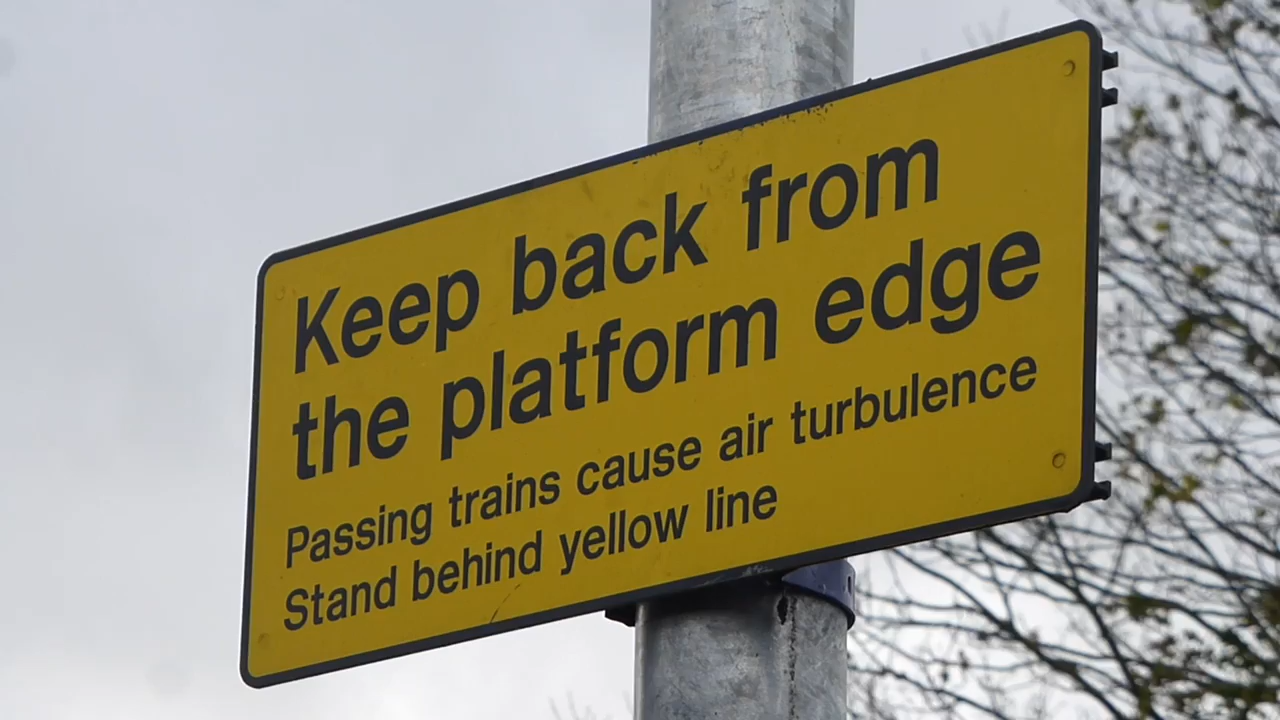 Keep back from
the platform edge
Passing trains cause air turbulence
Stand behind yellow line